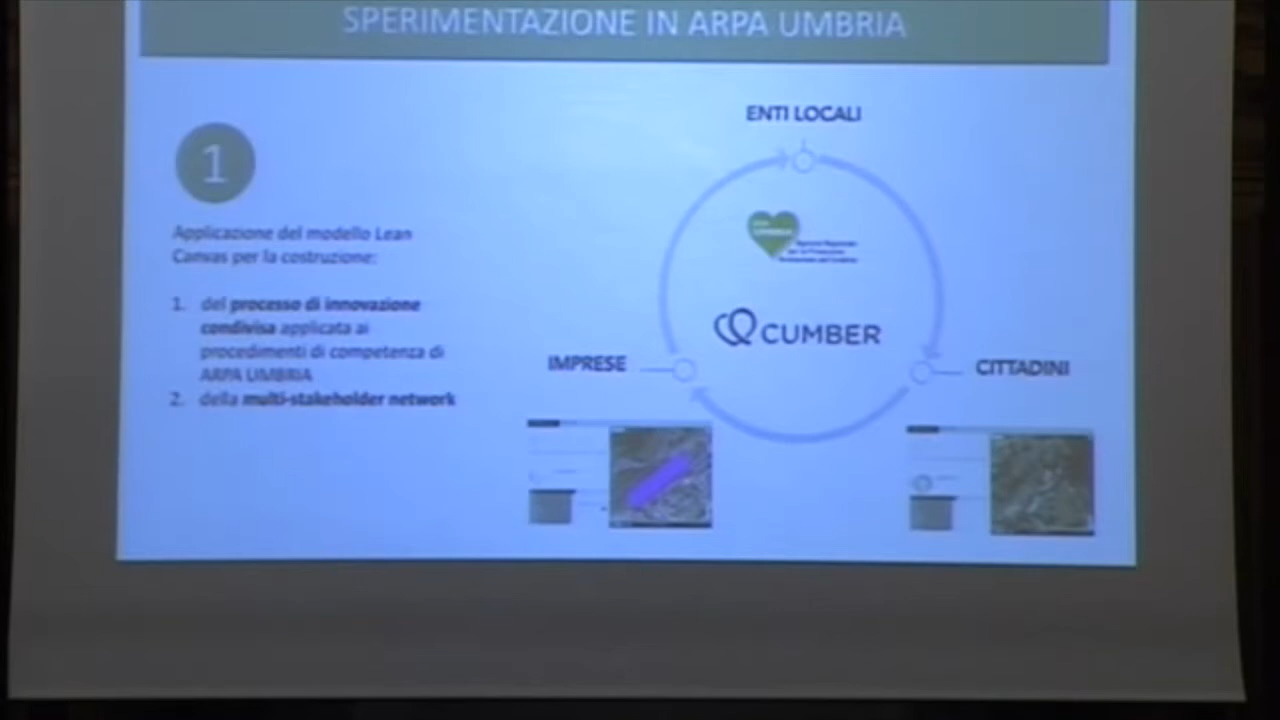 SPERIMENTAZIONE IN ARPA UMBRIA
1
Applicazione del modello Lean
Canvas per la costruzione:
1. del processo di innovazione
condivisa applicata ai
procedimenti di competenza di
ARPA UMBRIA
2. della multi-stakeholder network
ENTI LOCALI
CUMBER
IMPRESE
CITTADINI